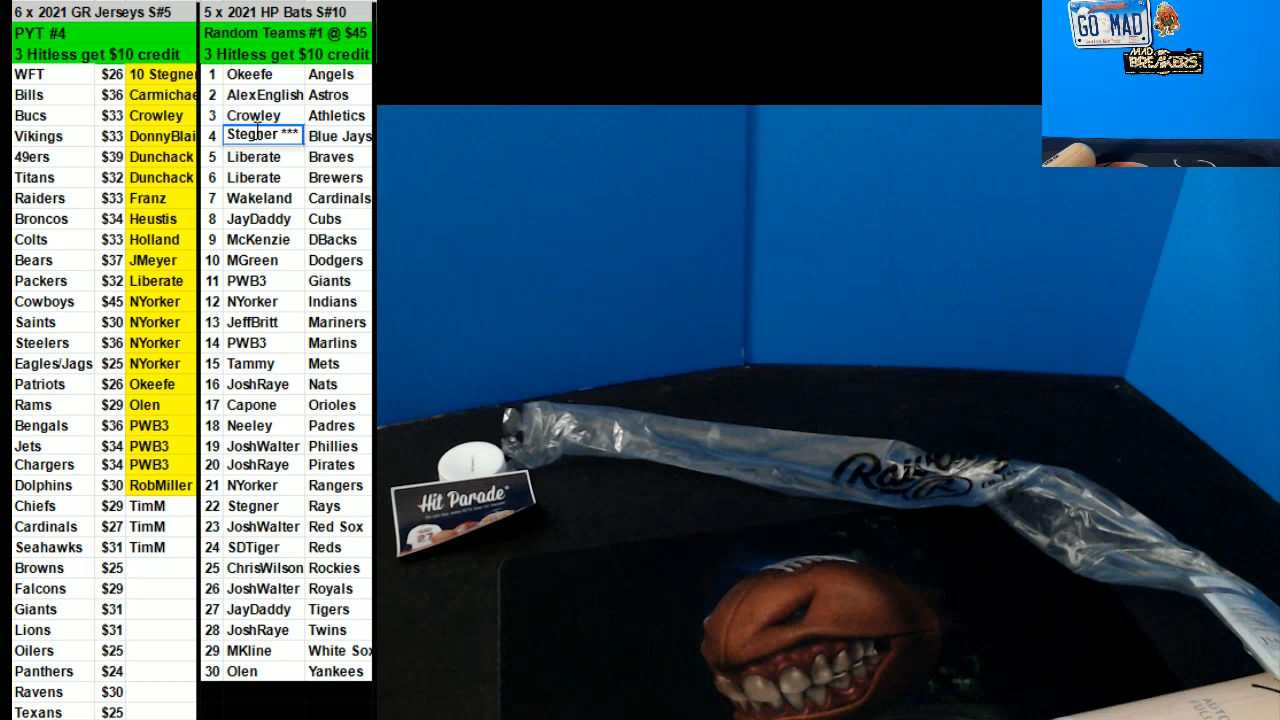 6 x 2021 GR Jerseys S#5
PYT #4
3 Hitless get $10 credit
WFT $26 10 Stegner
Bills $36 Carmichae
Bucs $33 Crowley
Vikings $33 DonnyBlai
49ers $39 Dunchack
Titans $32 Dunchack
Raiders $33 Franz
Broncos $34 Heustis
Colts $33 Holland
Bears $37 JMeyer
Packers $32 Liberate
Cowboys $45 NYorker
Saints $30 NYorker
Steelers $36 NYorker
Eagles/Jags $25 NYorker
Patriots $26 Okeefe
Rams $29 Olen
Bengals $36 PWB3
Jets $34 PWB3
Chargers $34 PWB3
Dolphins $30 RobMiller
Chiefs $29 TimM
Cardinals $27 TimM
Seahawks $31 TimM
Browns $25
Falcons $29
Giants $31
Lions $31
Oilers $25
Panthers $24
Ravens $30
Texans $25
5 x 2021 HP Bats S#10
Random Teams #1 @ $45
3 Hitless get $10 credit
1 Okeefe Angels
2 AlexEnglish Astros
3 Crowley Athletics
4 Stegner *** Blue Jays
5 Liberate Braves
6 Liberate Brewers
7 Wakeland Cardinals
8 JayDaddy Cubs
9 McKenzie DBacks
10 MGreen Dodgers
11 PWB3 Giants
12 NYorker Indians
13 JeffBritt Mariners
14 PWB3 Marlins
15 Tammy Mets
16 JoshRaye Nats
17 Capone Orioles
18 Neeley Padres
19 JoshWalter Phillies
20 JoshRaye Pirates
21 NYorker Rangers
22 Stegner Rays
23 JoshWalter Red Sox
24 SDTiger Reds
25 ChrisWilson Rockies
26 JoshWalter Royals
27 JayDaddy Tigers
28 JoshRaye Twins
29 MKline White Sox
30 Olen Yankees
GO MAD
MAD
BREAKERS
Hit Parade